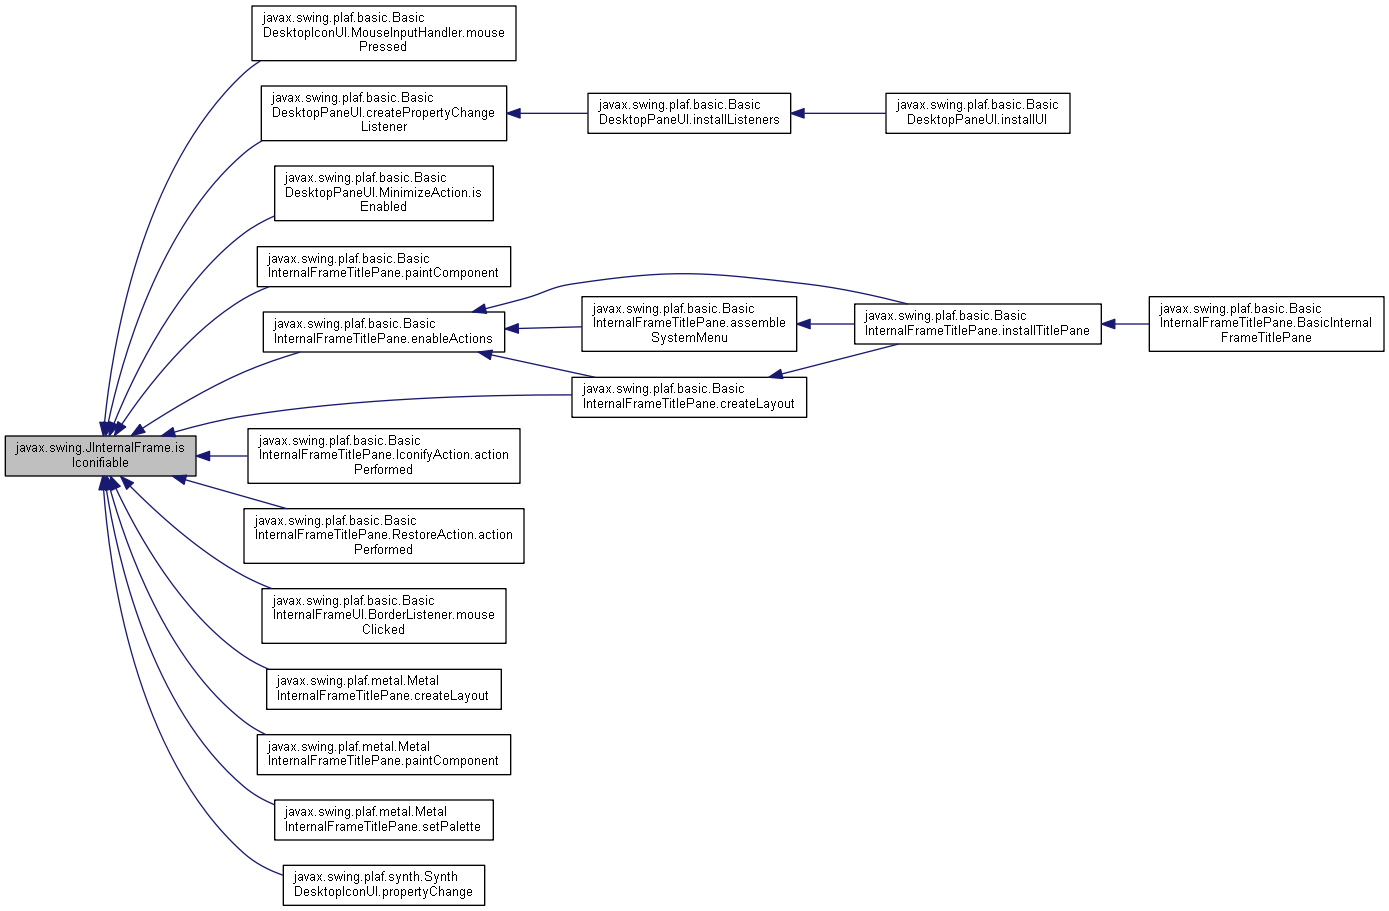 javax.swing.plaf.basic.Basic
DesktopIconUI.MouseInputHandler.mouse
Pressed
javax.swing.plaf.basic.Basic
DesktopPaneUI.createPropertyChange
Listener
javax.swing.plaf.basic.Basic
DesktopPaneUI.installListeners
javax.swing.plaf.basic.Basic
DesktopPaneUI.installUI
javax.swing.plaf.basic.Basic
DesktopPaneUI.MinimizeAction.is
Enabled
javax.swing.plaf.basic.Basic
InternalFrameTitlePane.paintComponent
javax.swing.plaf.basic.Basic
InternalFrameTitlePane.enableActions
javax.swing.plaf.basic.Basic
InternalFrameTitlePane.assemble
SystemMenu
javax.swing.plaf.basic.Basic
InternalFrameTitlePane.installTitlePane
javax.swing.plaf.basic.Basic
InternalFrameTitlePane.BasicInternal
FrameTitlePane
javax.swing.plaf.basic.Basic
InternalFrameTitlePane.createLayout
javax.swing.JInternalFrame.is
Iconifiable
javax.swing.plaf.basic.Basic
InternalFrameTitlePane.IconifyAction.action
Performed
javax.swing.plaf.basic.Basic
InternalFrameTitlePane.RestoreAction.action
Performed
javax.swing.plaf.basic.Basic
InternalFrameUI.BorderListener.mouse
Clicked
javax.swing.plaf.metal.Metal
InternalFrameTitlePane.createLayout
javax.swing.plaf.metal.Metal
InternalFrameTitlePane.paintComponent
javax.swing.plaf.metal.Metal
InternalFrameTitlePane.setPalette
javax.swing.plaf.synth.Synth
DesktopIconUI.propertyChange